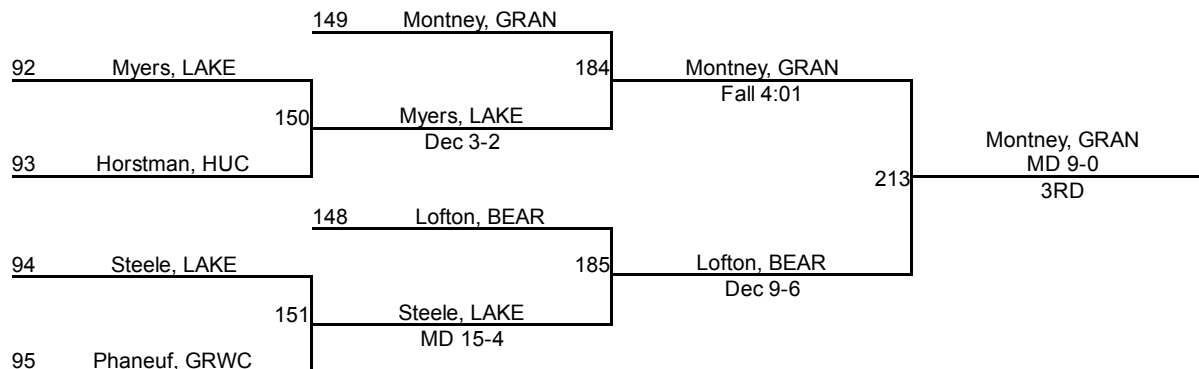 149 Montney, GRAN
92 Myers, LAKE
184 Montney, GRAN
Fall 4:01
150 Myers, LAKE
Dec 3-2
93 Horstman, HUC
Montney, GRAN
213 MD 9-0
3RD
148 Lofton, BEAR
94 Steele, LAKE
185 Lofton, BEAR
Dec 9-6
151 Steele, LAKE
MD 15-4
95 Phaneuf, GRWC